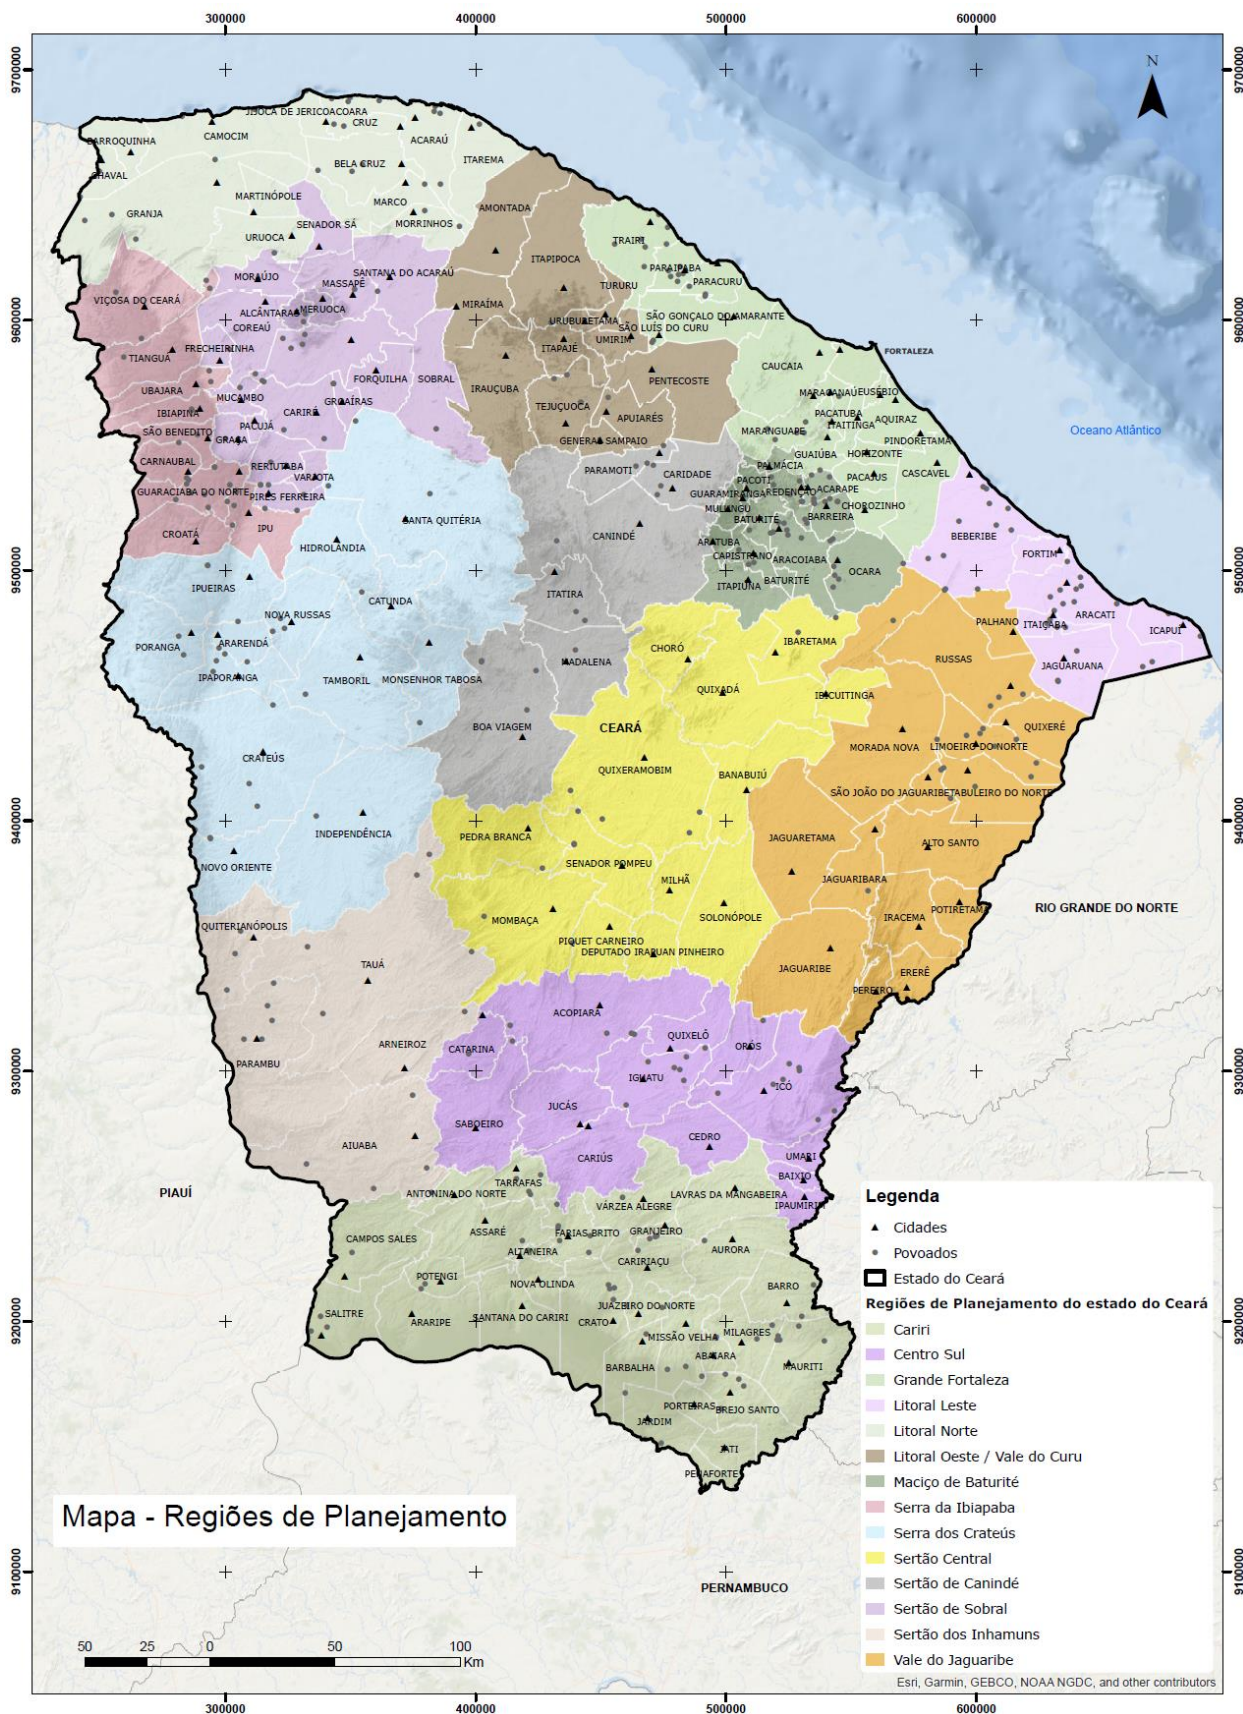 300000 400000 500000 600000
9700000 9700000
N
JIJOCA DE JERICOACOARA
CRUZ
CAMOCIM
ACARAÚ
BARROQUINHA
ITAREMA
BELA CRUZ
CHAVAL
MARTINÓPOLE
MARCO
AMONTADA
GRANJA
SENADOR SÁ
MORRINHOS
URUOCA
TRAIRI
ITAPIPOCA
MORAÚJO
SANTANA DO ACARAÚ
PARAIPABA
MASSAPÊ
PARACURU
TURURU
VIÇOSA DO CEARÁ
MIRAÍMA
ALCÂNTARAS
MERUOCA
SÃO GONÇALO DO AMARANTE
9600000 9600000
URUBURETAMA
COREAÚ
SÃO LUÍS DO CURU
UMIRIM
FRECHEIRINHA
ITAPAJÉ
FORTALEZA
TIANGUÁ
CAUCAIA
FORQUILHA
SOBRAL
PENTECOSTE
UBAJARA
IRAUÇUBA
MARACANAÚ
EUSÉBIO
MUCAMBO
GROAÍRAS
TEJUÇUOCA
IBIAPINA
CARIRÉ
PACATUBA
APUIARÉS
AQUIRAZ
PACUJÁ
ITAITINGA
Oceano Atlântico
SÃO BENEDITO
MARANGUAPE
GRAÇA
GENERAL SAMPAIO
PINDORETAMA
GUAIÚBA
HORIZONTE
CARNAUBAL
RERIUTABA
PARAMOTI
PALMÁCIA
CASCAVEL
CARIDADE
VARJOTA
PACOTI
PACAJUS
GUARACIABA DO NORTE
GUARAMIRANGA
REDENÇÃO
ACARAPE
PIRES FERREIRA
MULUNGU
CHOROZINHO
SANTA QUITÉRIA
BATURITÉ
BARREIRA
IPU
CROATÁ
CANINDÉ
BEBERIBE
ARATUBA
HIDROLÂNDIA
CAPISTRANO
FORTIM
ARACOIABA
OCARA
9500000 9500000
ITAPIÚNA
BATURITÉ
IPUEIRAS
ITATIRA
CATUNDA
NOVA RUSSAS
ARACATI
PALHANO
ITAIÇABA
ICAPUÍ
ARARENDÁ
IBARETAMA
PORANGA
CHORÓ
RUSSAS
MADALENA
JAGUARUANA
IPAPORANGA
TAMBORIL
MONSENHOR TABOSA
QUIXADÁ
IBICUITINGA
BOA VIAGEM
CEARÁ
QUIXERÉ
MORADA NOVA
LIMOEIRO DO NORTE
CRATEÚS
QUIXERAMOBIM
BANABUIÚ
SÃO JOÃO DO JAGUARIBE
TABULEIRO DO NORTE
9400000 9400000
INDEPENDÊNCIA
PEDRA BRANCA
JAGUARETAMA
ALTO SANTO
NOVO ORIENTE
SENADOR POMPEU
MILHÃ
JAGUARIBARA
RIO GRANDE DO NORTE
POTIRETAMA
SOLONÓPOLE
IRACEMA
MOMBAÇA
QUITERIANÓPOLIS
PIQUET CARNEIRO
DEPUTADO IRAPUAN PINHEIRO
TAUÁ
JAGUARIBE
ERERÊ
PEREIRO
ACOPIARA
QUIXELÔ
ORÓS
ARNEIROZ
CATARINA
PARAMBU
9300000 9300000
IGUATU
ICÓ
JUCÁS
SABOEIRO
CEDRO
AIUABA
CARIÚS
UMARI
BAIXIO
TARRAFAS
PIAUÍ
ANTONINA DO NORTE
LAVRAS DA MANGABEIRA
IPAUMIRIM
VÁRZEA ALEGRE
ASSARÉ
FARIAS BRITO
GRANJEIRO
CAMPOS SALES
AURORA
ALTANEIRA
CARIRIAÇU
POTENGI
NOVA OLINDA
BARRO
JUAZEIRO DO NORTE
SALITRE
SANTANA DO CARIRI
9200000 9200000
ARARIPE
CRATO
MILAGRES
MISSÃO VELHA
ABAIARA
BARBALHA
MAURITI
PORTEIRAS
BREJO SANTO
JARDIM
JATI
PENAFORTE
Legenda
Cidades
Povoados
Estado do Ceará
Regiões de Planejamento do estado do Ceará
Cariri
Centro Sul
Grande Fortaleza
Litoral Leste
Litoral Norte
Litoral Oeste / Vale do Curu
Maciço de Baturité
Serra da Ibiapaba
Serra dos Crateús
Sertão Central
Sertão de Canindé
Sertão de Sobral
Sertão dos Inhamuns
Vale do Jaguaribe
Mapa - Regiões de Planejamento
9100000 9100000
PERNAMBUCO
50 25 0 50 100
Km
Esri, Garmin, GEBCO, NOAA NGDC, and other contributors
300000 400000 500000 600000